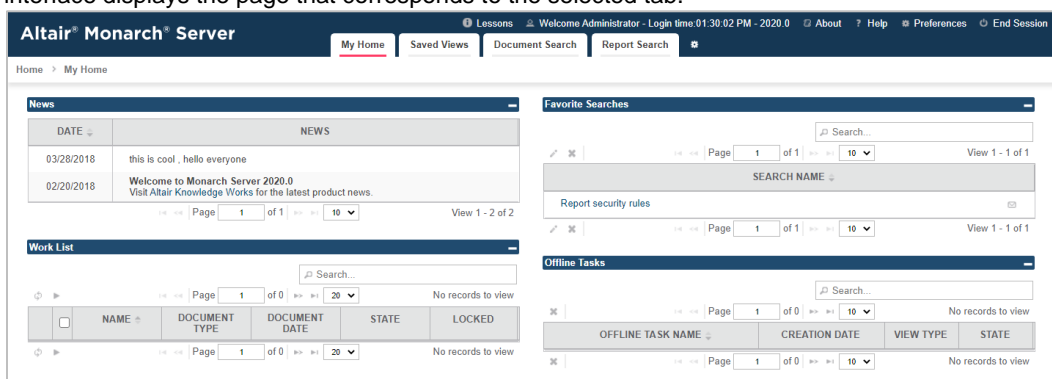 interface displays the page that corresponds to the selected tab.
Altair® Monarch® Server
Lessons Welcome Administrator - Login time:01:30:02 PM - 2020.0 About ? Help Preferences End Session
My Home Saved Views Document Search Report Search
Home > My Home
News
DATE NEWS
03/28/2018 this is cool , hello everyone
02/20/2018 Welcome to Monarch Server 2020.0
Visit Altair Knowledge Works for the latest product news.
Page 1 of 1 10 View 1 - 2 of 2
Work List
Search...
Page 1 of 0 20 No records to view
NAME DOCUMENT TYPE DOCUMENT DATE STATE LOCKED
Page 1 of 0 20 No records to view
Favorite Searches
Search...
Page 1 of 1 10 View 1 - 1 of 1
SEARCH NAME
Report security rules
Page 1 of 1 10 View 1 - 1 of 1
Offline Tasks
Search...
Page 1 of 0 10 No records to view
OFFLINE TASK NAME CREATION DATE VIEW TYPE STATE
Page 1 of 0 10 No records to view